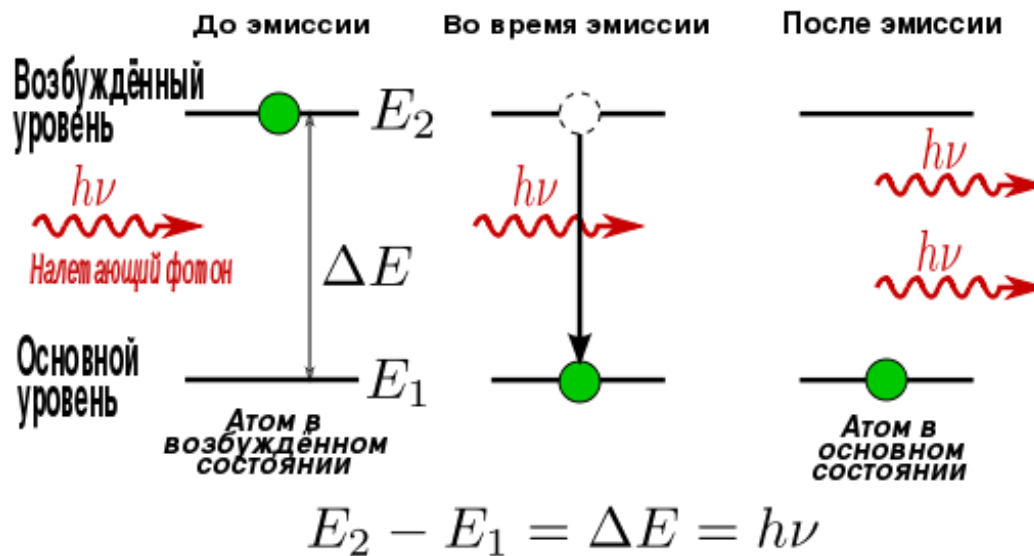 До эмиссии
Во время эмиссии
После эмиссии
Возбуждённый
уровень
E₂
hν
Налетающий фотон
ΔE
hν
hν
hν
Основной
уровень
E₁
Атом в
возбуждённом
состоянии
Атом в
основном
состоянии
E₂ − E₁ = ΔE = hν